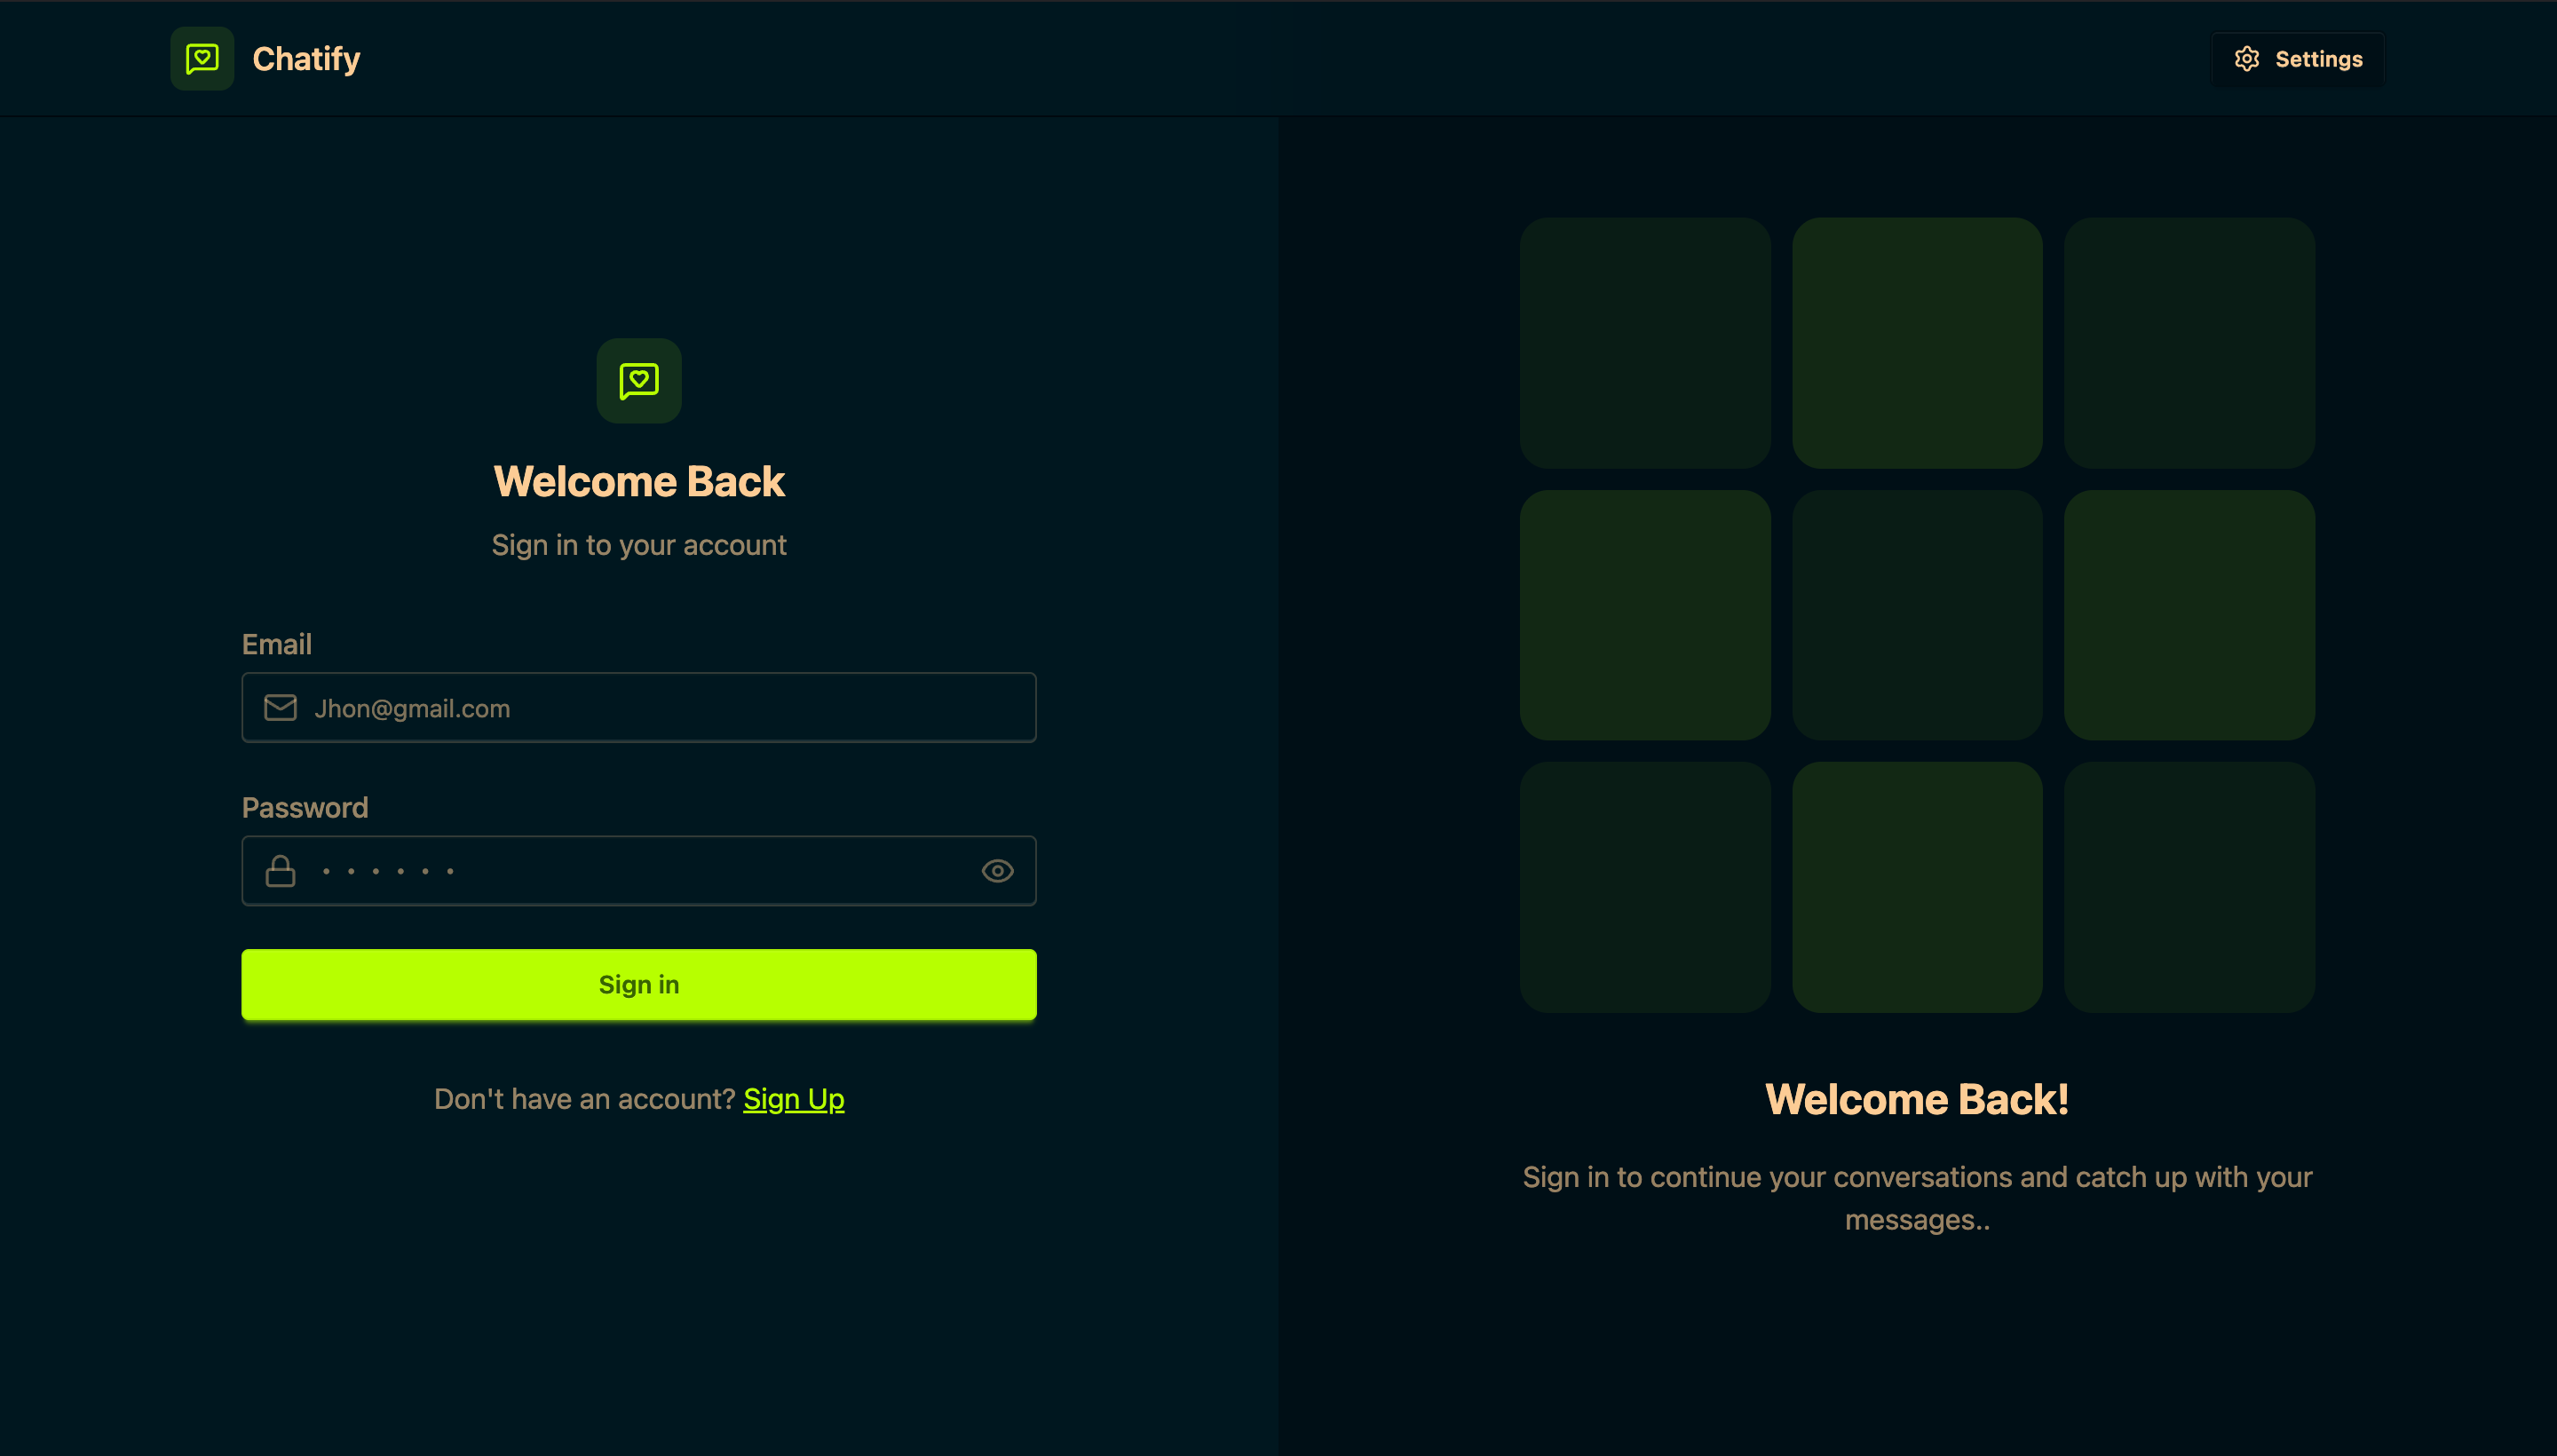 Chatify
Settings
Welcome Back
Sign in to your account
Email
Jhon@gmail.com
Password
• • • • • •
Sign in
Don't have an account? Sign Up
Welcome Back!
Sign in to continue your conversations and catch up with your
messages..